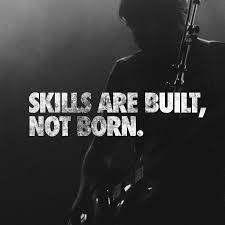 SKILLS ARE BUILT,
NOT BORN.